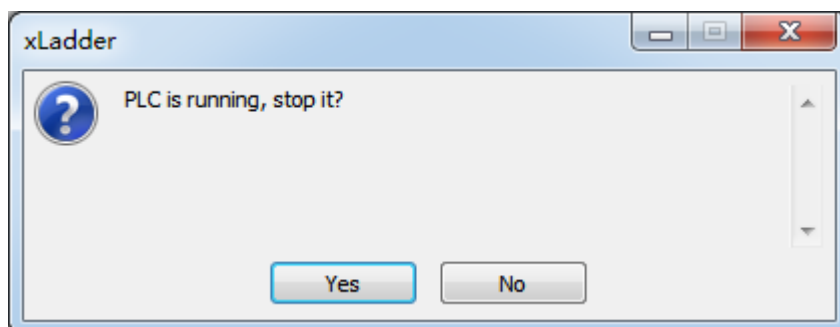 xLadder
PLC is running, stop it?
Yes
No